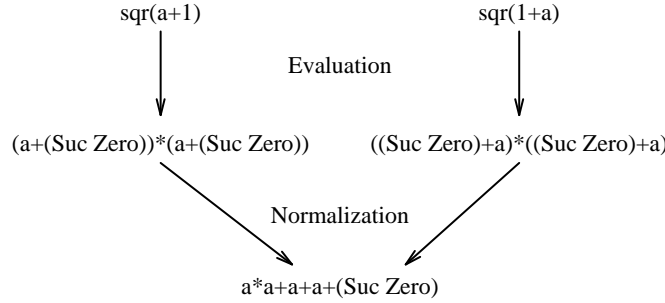 sqr(a+1)
sqr(1+a)
Evaluation
(a+(Suc Zero))*(a+(Suc Zero))
((Suc Zero)+a)*((Suc Zero)+a)
Normalization
a*a+a+a+(Suc Zero)